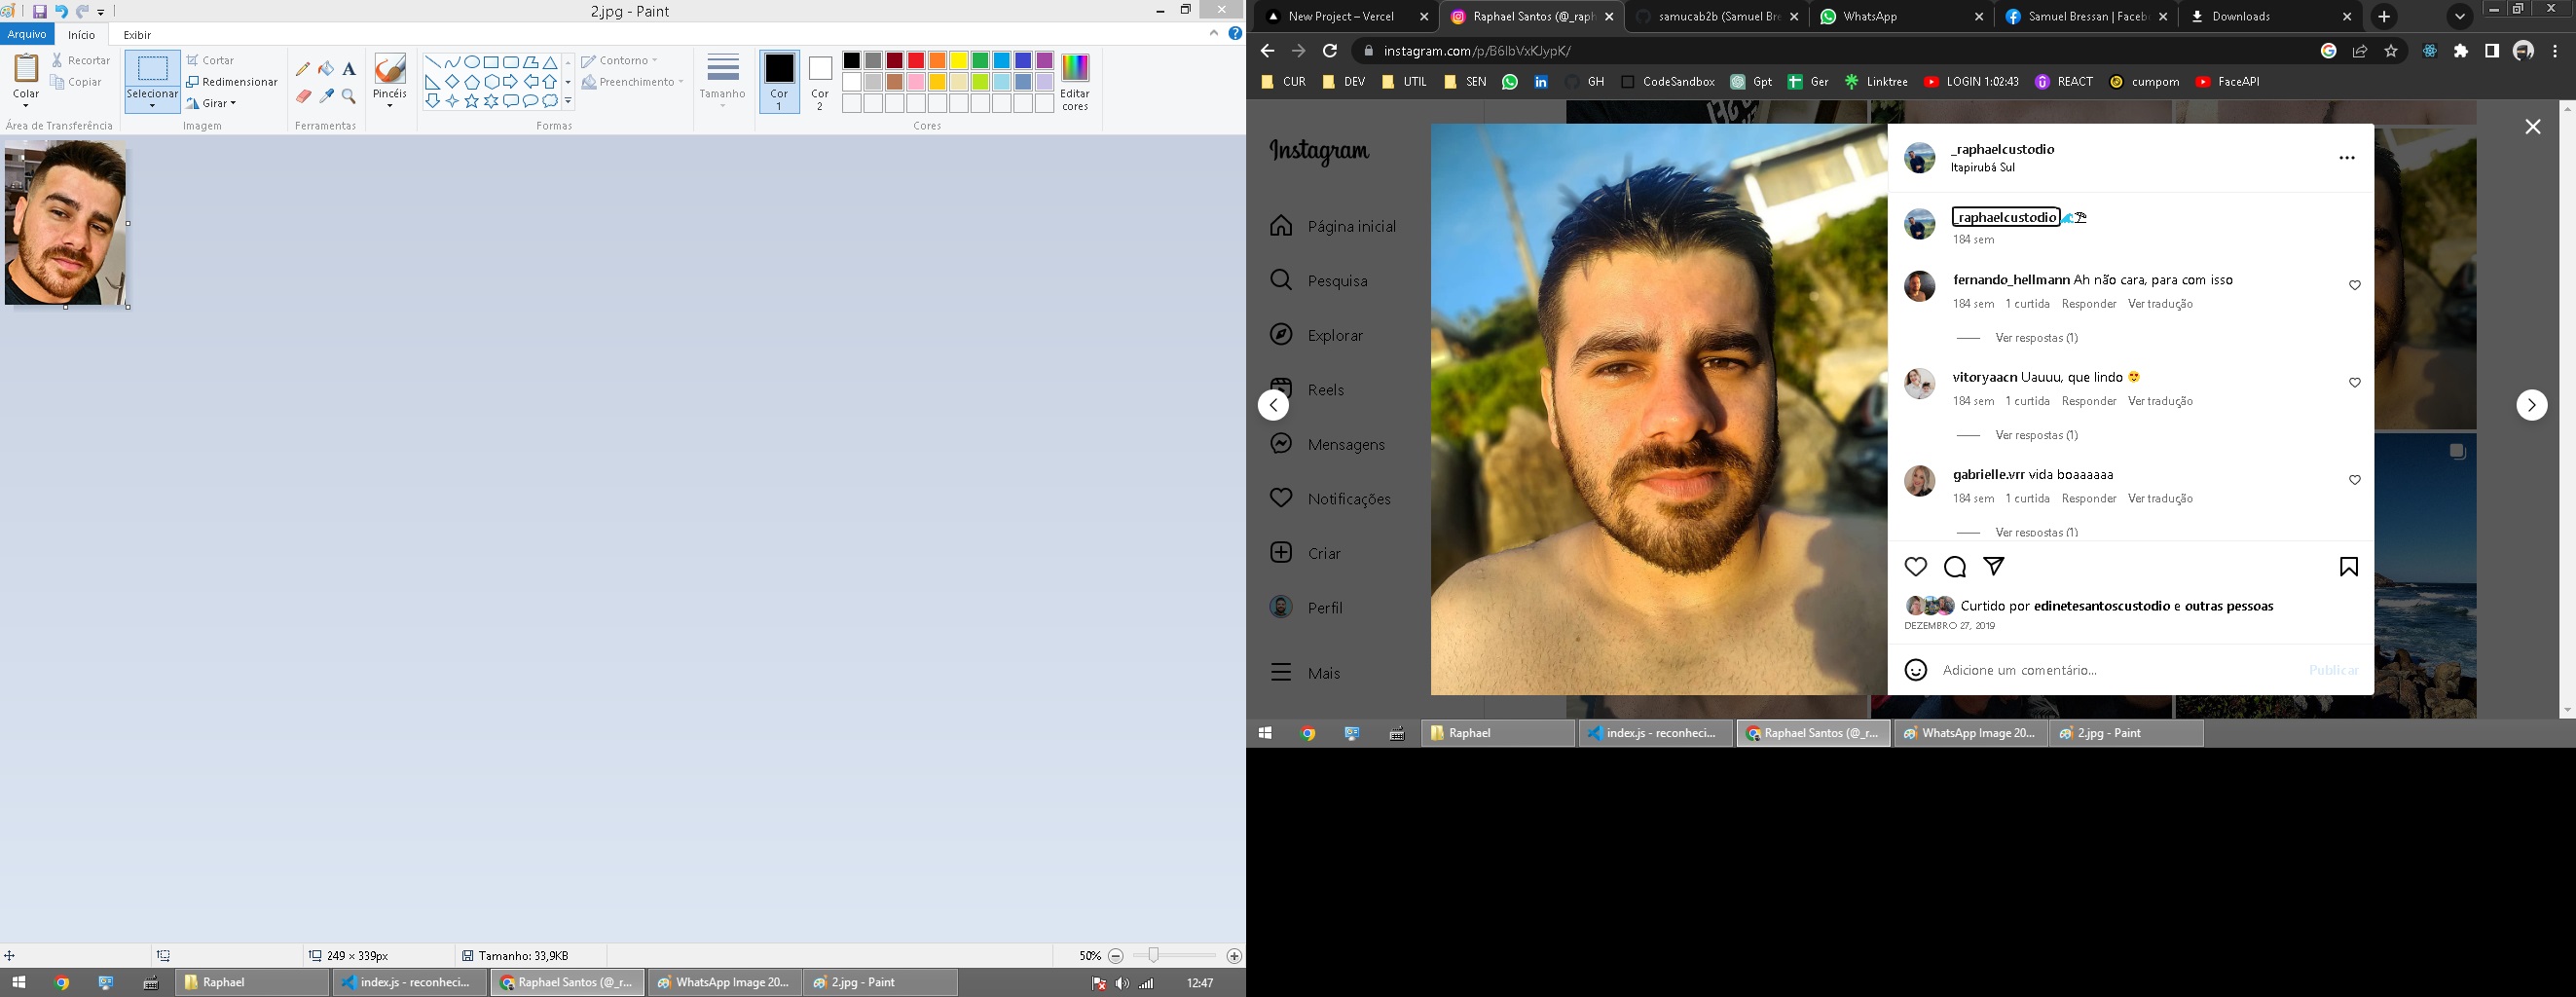 2.jpg - Paint
Arquivo
Início
Exibir
Colar
Recortar
Copiar
Área de Transferência
Selecionar
Cortar
Redimensionar
Girar
Imagem
A
Ferramentas
Pincéis
Formas
Contorno
Preenchimento
Tamanho
Cor
1
Cor
2
Cores
Editar
cores
249 × 339px
Tamanho: 33,9KB
50%
Raphael
index.js - reconheci...
Raphael Santos (@_r...
WhatsApp Image 20...
2.jpg - Paint
12:47
New Project – Vercel
Raphael Santos (@_raph
samucab2b (Samuel Bre
WhatsApp
Samuel Bressan | Faceb
Downloads
instagram.com/p/B6IbVxKJypK/
CUR
DEV
UTIL
SEN
GH
CodeSandbox
Gpt
Ger
Linktree
LOGIN 1:02:43
REACT
cumpom
FaceAPI
Instagram
Página inicial
Pesquisa
Explorar
Reels
Mensagens
Notificações
Criar
Perfil
Mais
_raphaelcustodio
Itapirubá Sul
_raphaelcustodio 🌊⛱
184 sem
fernando_hellmann Ah não cara, para com isso
184 sem 1 curtida Responder Ver tradução
Ver respostas (1)
vitoryaacn Uauuu, que lindo 😍
184 sem 1 curtida Responder Ver tradução
Ver respostas (1)
gabrielle.vrr vida boaaaaaa
184 sem 1 curtida Responder Ver tradução
Ver respostas (1)
Curtido por edinetesantoscustodio e outras pessoas
DEZEMBRO 27, 2019
Adicione um comentário...
Publicar
Raphael
index.js - reconheci...
Raphael Santos (@_r...
WhatsApp Image 20...
2.jpg - Paint